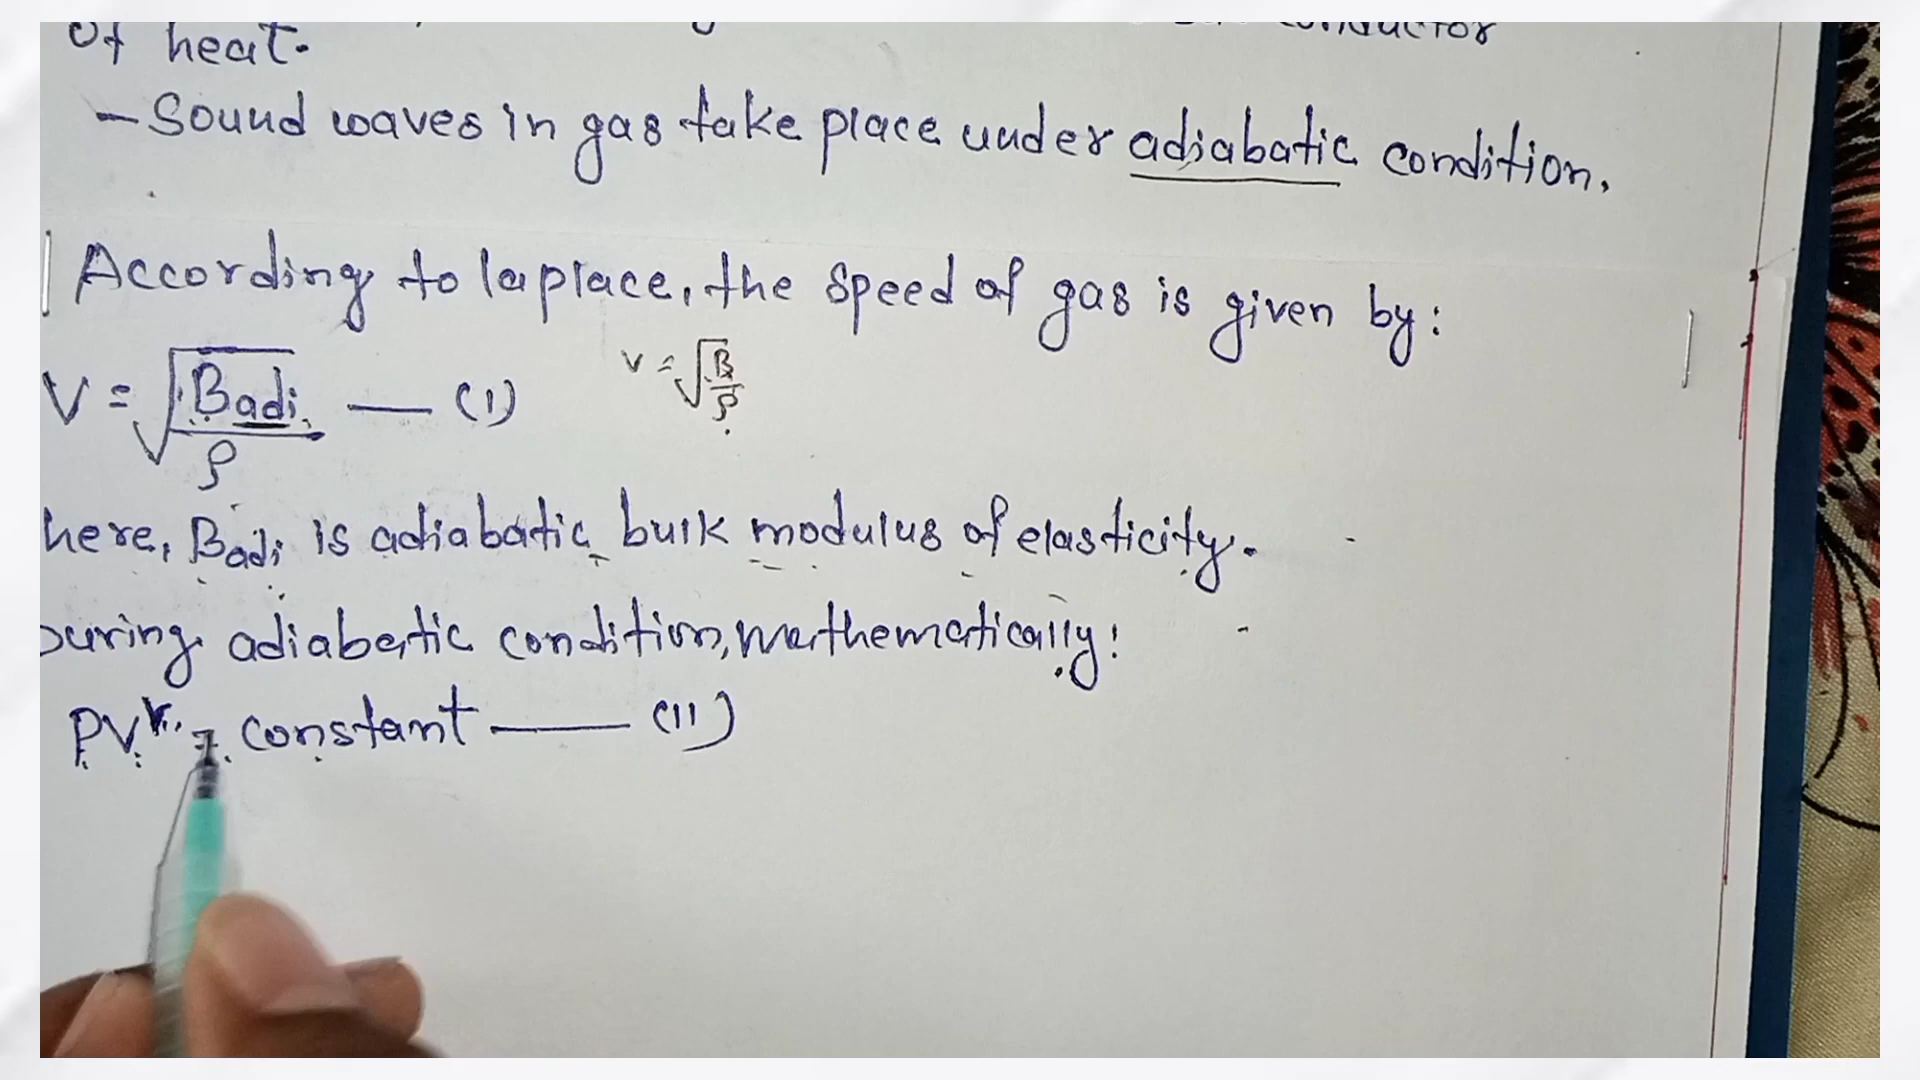 of heat.
conductor
- Sound waves in gas take place under adiabatic condition.
According to laplace, the speed of gas is given by:
V = √(Badi / ρ) — (I)
V = √(B / ρ)
here, Badi is adiabatic bulk modulus of elasticity.
During adiabatic condition, mathematically:
PV^γ = constant — (II)